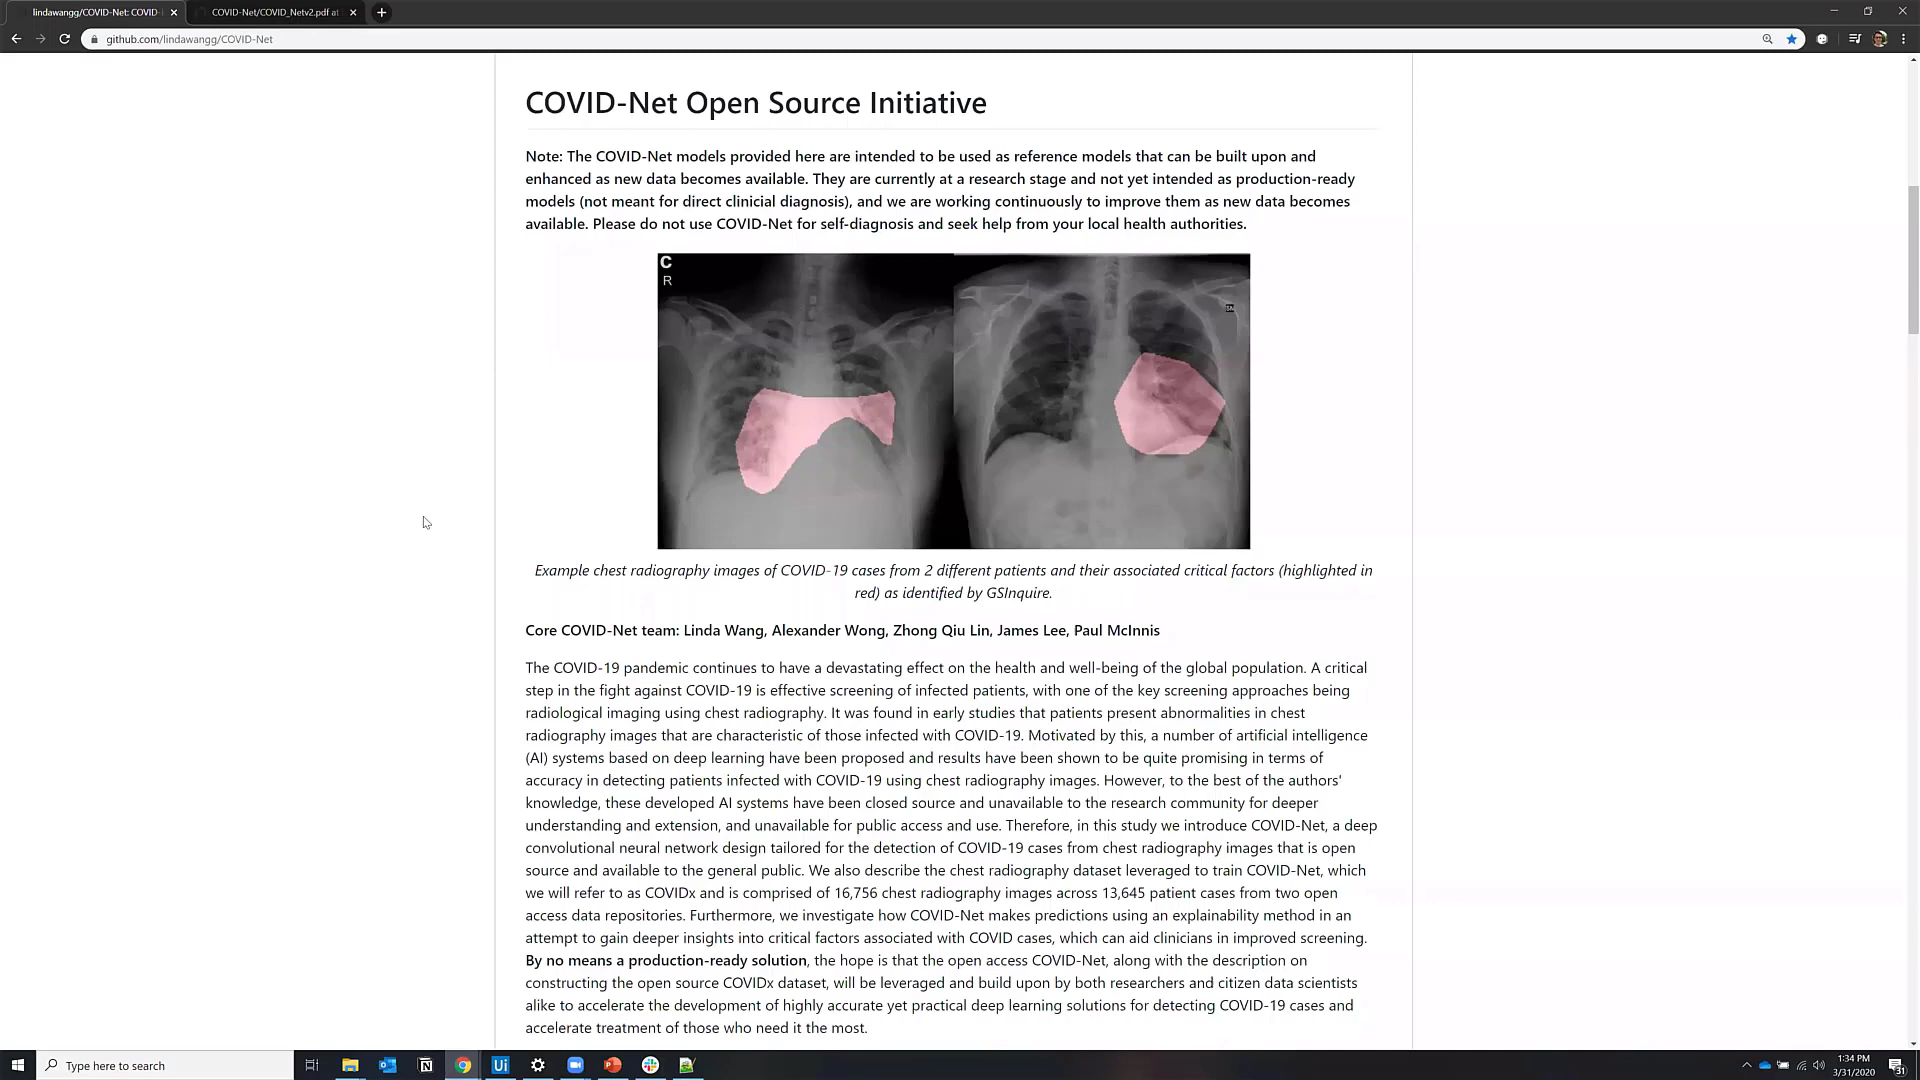 lindawangg/COVID-Net: COVID-
COVID-Net/COVID_Netv2.pdf at
github.com/lindawangg/COVID-Net
COVID-Net Open Source Initiative
Note: The COVID-Net models provided here are intended to be used as reference models that can be built upon and
enhanced as new data becomes available. They are currently at a research stage and not yet intended as production-ready
models (not meant for direct clinicial diagnosis), and we are working continuously to improve them as new data becomes
available. Please do not use COVID-Net for self-diagnosis and seek help from your local health authorities.
C
R
Example chest radiography images of COVID-19 cases from 2 different patients and their associated critical factors (highlighted in
red) as identified by GSInquire.
Core COVID-Net team: Linda Wang, Alexander Wong, Zhong Qiu Lin, James Lee, Paul McInnis
The COVID-19 pandemic continues to have a devastating effect on the health and well-being of the global population. A critical
step in the fight against COVID-19 is effective screening of infected patients, with one of the key screening approaches being
radiological imaging using chest radiography. It was found in early studies that patients present abnormalities in chest
radiography images that are characteristic of those infected with COVID-19. Motivated by this, a number of artificial intelligence
(AI) systems based on deep learning have been proposed and results have been shown to be quite promising in terms of
accuracy in detecting patients infected with COVID-19 using chest radiography images. However, to the best of the authors'
knowledge, these developed AI systems have been closed source and unavailable to the research community for deeper
understanding and extension, and unavailable for public access and use. Therefore, in this study we introduce COVID-Net, a deep
convolutional neural network design tailored for the detection of COVID-19 cases from chest radiography images that is open
source and available to the general public. We also describe the chest radiography dataset leveraged to train COVID-Net, which
we will refer to as COVIDx and is comprised of 16,756 chest radiography images across 13,645 patient cases from two open
access data repositories. Furthermore, we investigate how COVID-Net makes predictions using an explainability method in an
attempt to gain deeper insights into critical factors associated with COVID cases, which can aid clinicians in improved screening.
By no means a production-ready solution, the hope is that the open access COVID-Net, along with the description on
constructing the open source COVIDx dataset, will be leveraged and build upon by both researchers and citizen data scientists
alike to accelerate the development of highly accurate yet practical deep learning solutions for detecting COVID-19 cases and
accelerate treatment of those who need it the most.
Type here to search
Ui
1:34 PM
3/31/2020
31